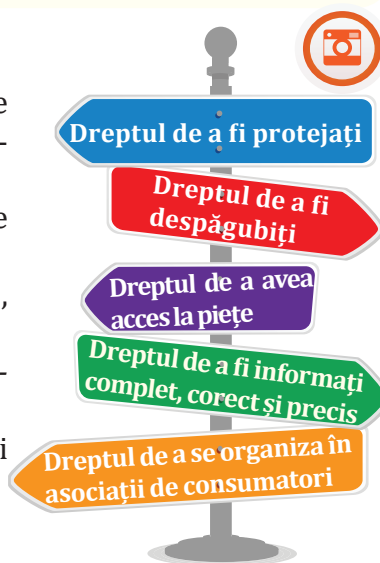 e
-
e
Dreptul de a fi protejați
Dreptul de a fi
despăgubiți
,
Dreptul de a avea
acces la piețe
-
Dreptul de a fi informați
complet, corect și precis
i
Dreptul de a se organiza în
asociații de consumatori